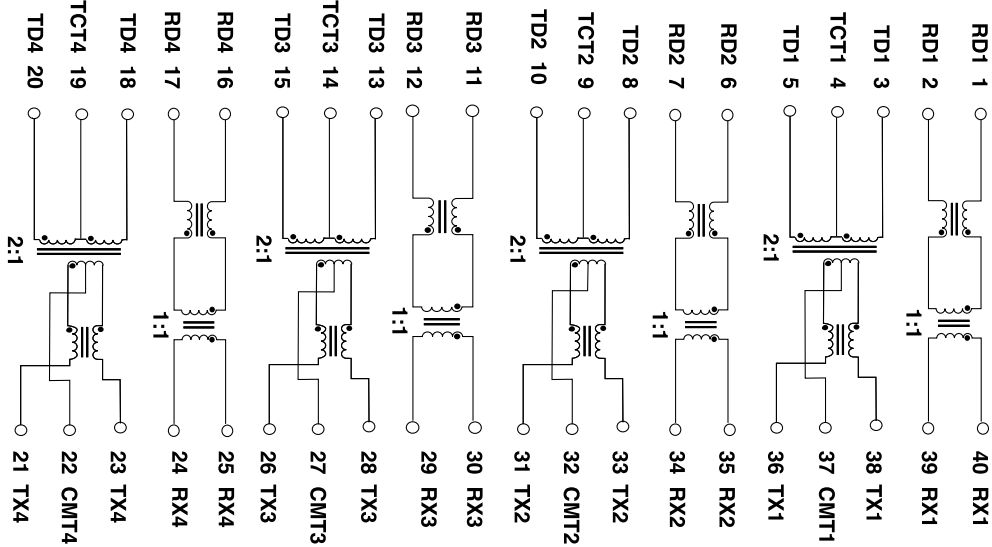 RD1 1
RD1 2
TD1 3
TCT1 4
TD1 5
RD2 6
RD2 7
TD2 8
TCT2 9
TD2 10
RD3 11
RD3 12
TD3 13
TCT3 14
TD3 15
RD4 16
RD4 17
TD4 18
TCT4 19
TD4 20
1:1
2:1
1:1
2:1
1:1
2:1
1:1
2:1
40 RX1
39 RX1
38 TX1
37 CMT1
36 TX1
35 RX2
34 RX2
33 TX2
32 CMT2
31 TX2
30 RX3
29 RX3
28 TX3
27 CMT3
26 TX3
25 RX4
24 RX4
23 TX4
22 CMT4
21 TX4